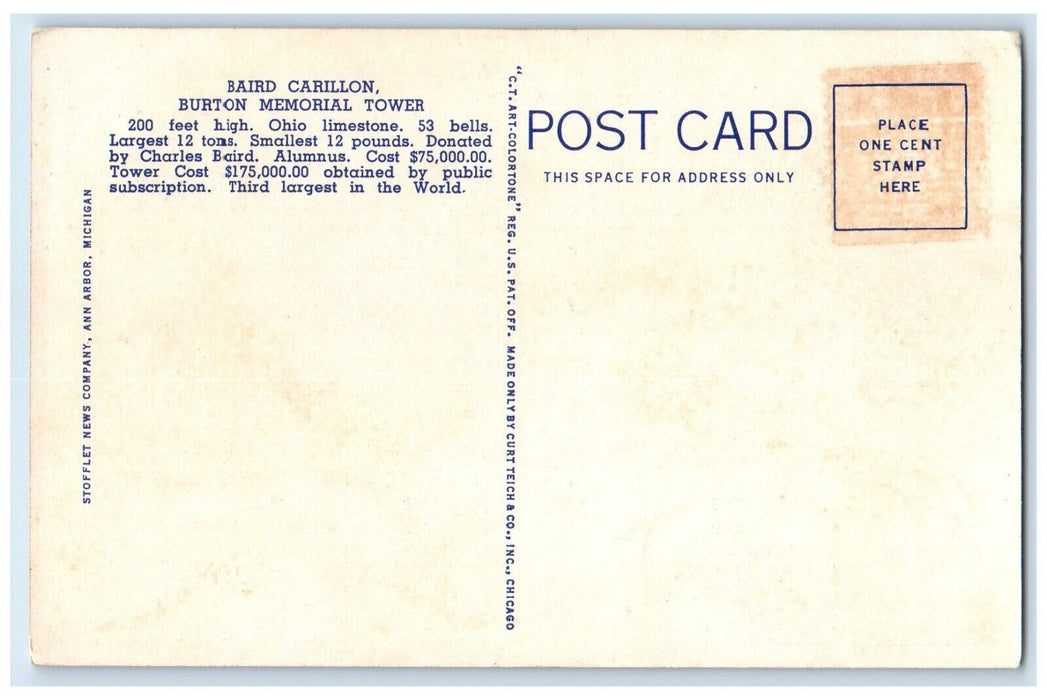 BAIRD CARILLON,
BURTON MEMORIAL TOWER
200 feet high. Ohio limestone. 53 bells.
Largest 12 tons. Smallest 12 pounds. Donated
by Charles Baird. Alumnus. Cost $75,000.00.
Tower Cost $175,000.00 obtained by public
subscription. Third largest in the World.
STOFFLET NEWS COMPANY, ANN ARBOR, MICHIGAN
"C.T. ART-COLORTONE" REG. U.S. PAT. OFF. MADE ONLY BY CURT TEICH & CO., INC., CHICAGO
POST CARD
THIS SPACE FOR ADDRESS ONLY
PLACE
ONE CENT
STAMP
HERE